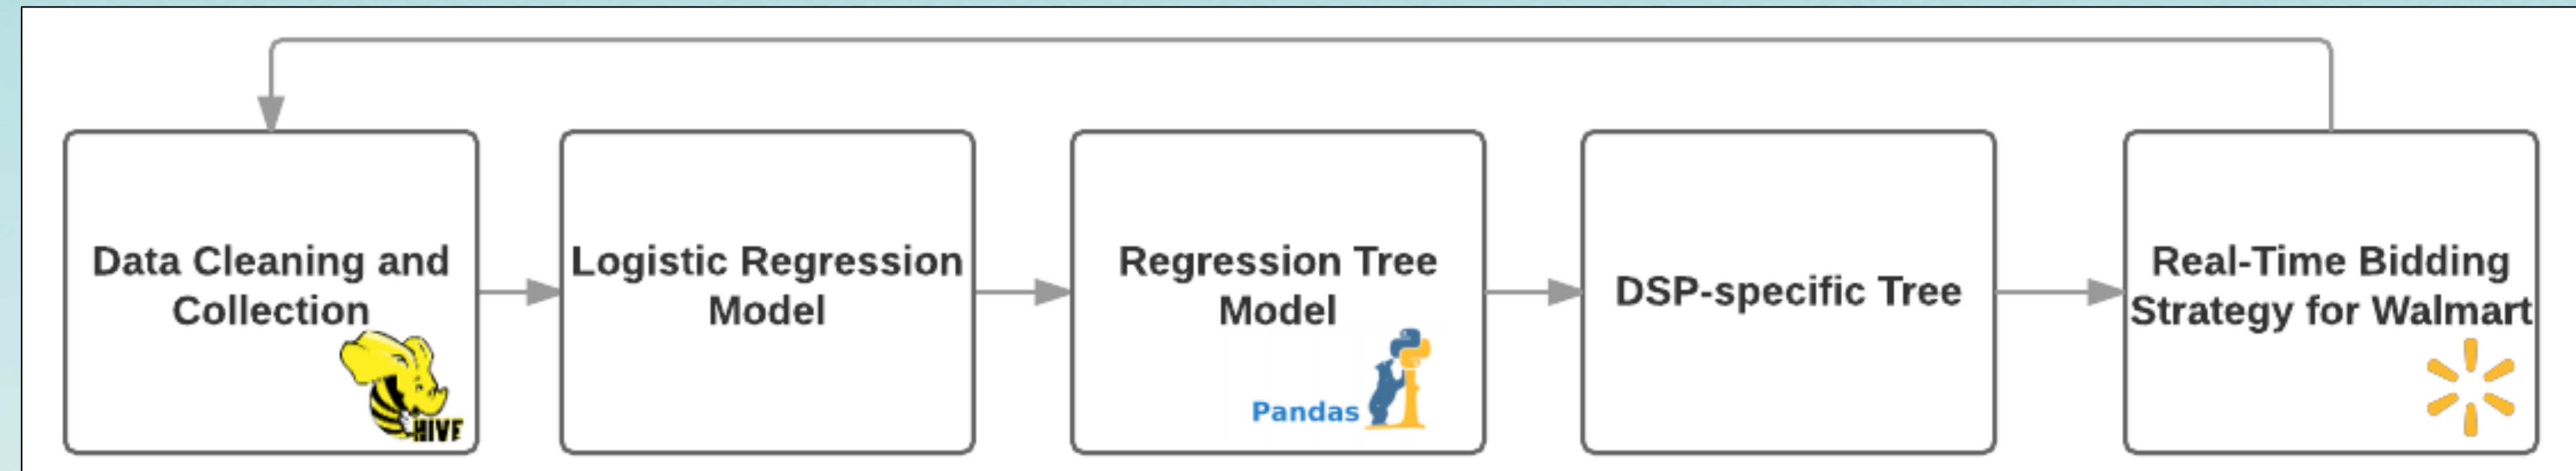 Data Cleaning and
Collection
HIVE
Logistic Regression
Model
Regression Tree
Model
Pandas
DSP-specific Tree
Real-Time Bidding
Strategy for Walmart